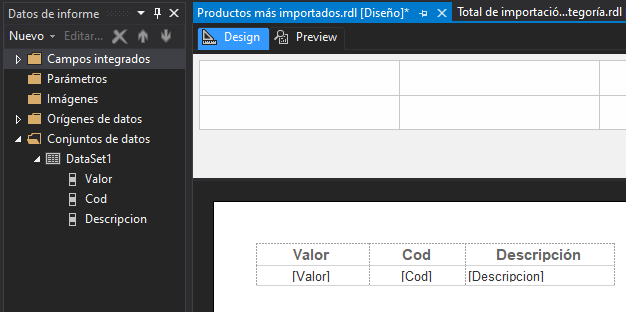 Datos de informe
Productos más importados.rdl [Diseño]*
Total de importació...tegoría.rdl
Nuevo
Editar...
Design
Preview
Campos integrados
Parámetros
Imágenes
Orígenes de datos
Conjuntos de datos
DataSet1
Valor
Cod
Descripcion
Valor Cod Descripción
[Valor] [Cod] [Descripcion]